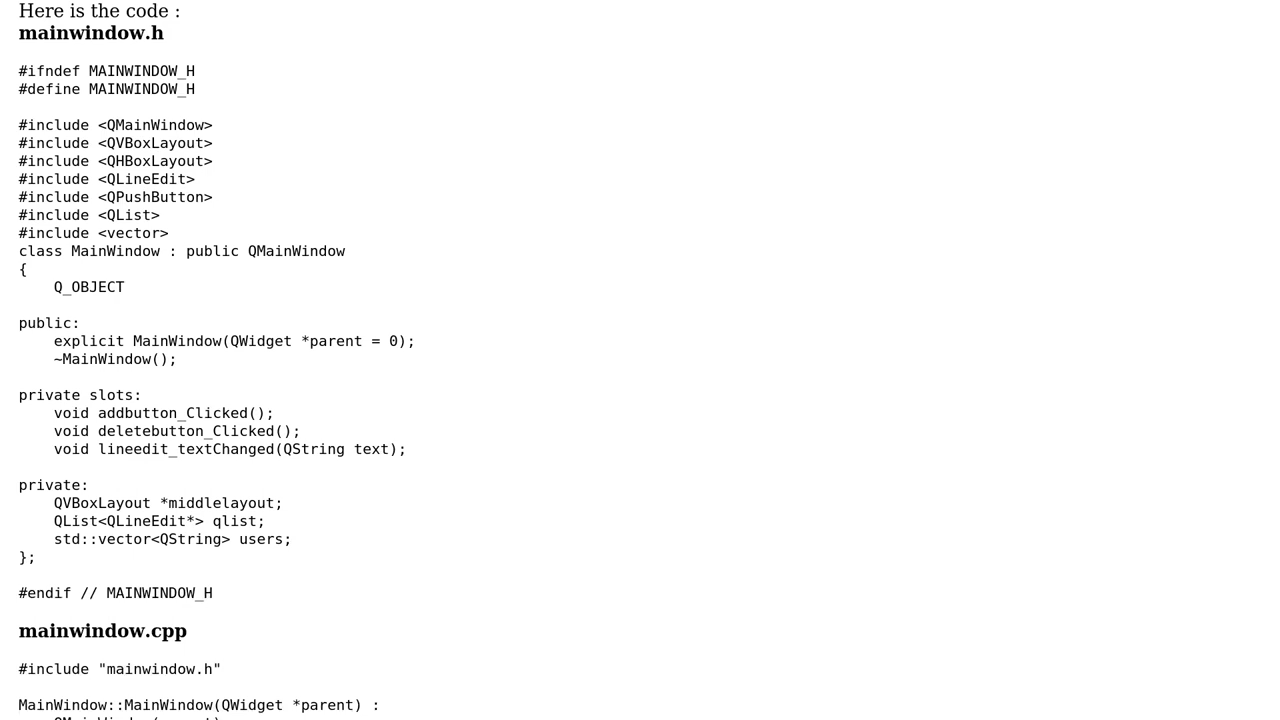 Here is the code :
mainwindow.h
#ifndef MAINWINDOW_H
#define MAINWINDOW_H
#include <QMainWindow>
#include <QVBoxLayout>
#include <QHBoxLayout>
#include <QLineEdit>
#include <QPushButton>
#include <QList>
#include <vector>
class MainWindow : public QMainWindow
{
    Q_OBJECT
public:
    explicit MainWindow(QWidget *parent = 0);
    ~MainWindow();
private slots:
    void addbutton_Clicked();
    void deletebutton_Clicked();
    void lineedit_textChanged(QString text);
private:
    QVBoxLayout *middlelayout;
    QList<QLineEdit*> qlist;
    std::vector<QString> users;
};
#endif // MAINWINDOW_H
mainwindow.cpp
#include "mainwindow.h"
MainWindow::MainWindow(QWidget *parent) :